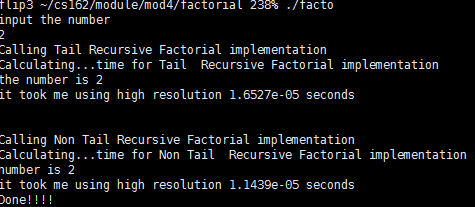 flip3 ~/cs162/module/mod4/factorial 238% ./facto
input the number
2
Calling Tail Recursive Factorial implementation
Calculating...time for Tail  Recursive Factorial implementation
the number is 2
it took me using high resolution 1.6527e-05 seconds
Calling Non Tail Recursive Factorial implementation
Calculating...time for Non Tail  Recursive Factorial implementation
number is 2
it took me using high resolution 1.1439e-05 seconds
Done!!!!